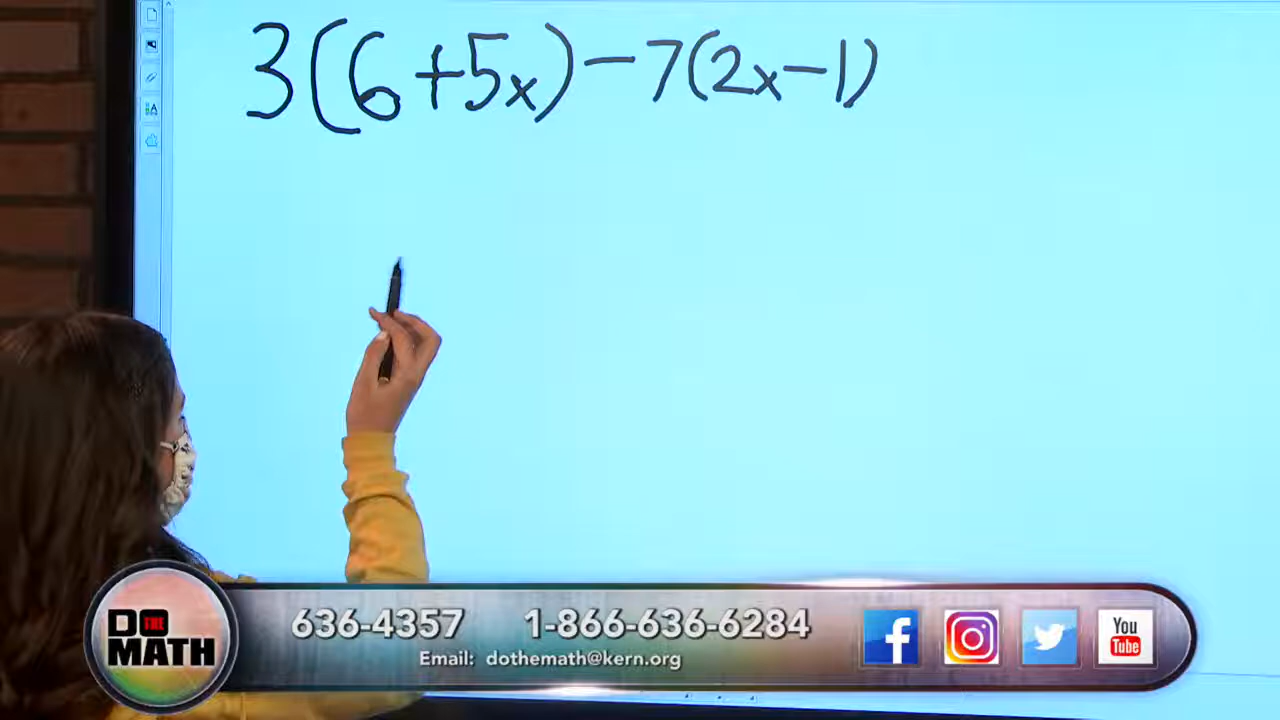 3(6+5x)-7(2x-1)
DO THE MATH
636-4357 1-866-636-6284
Email: dothemath@kern.org
f
You Tube